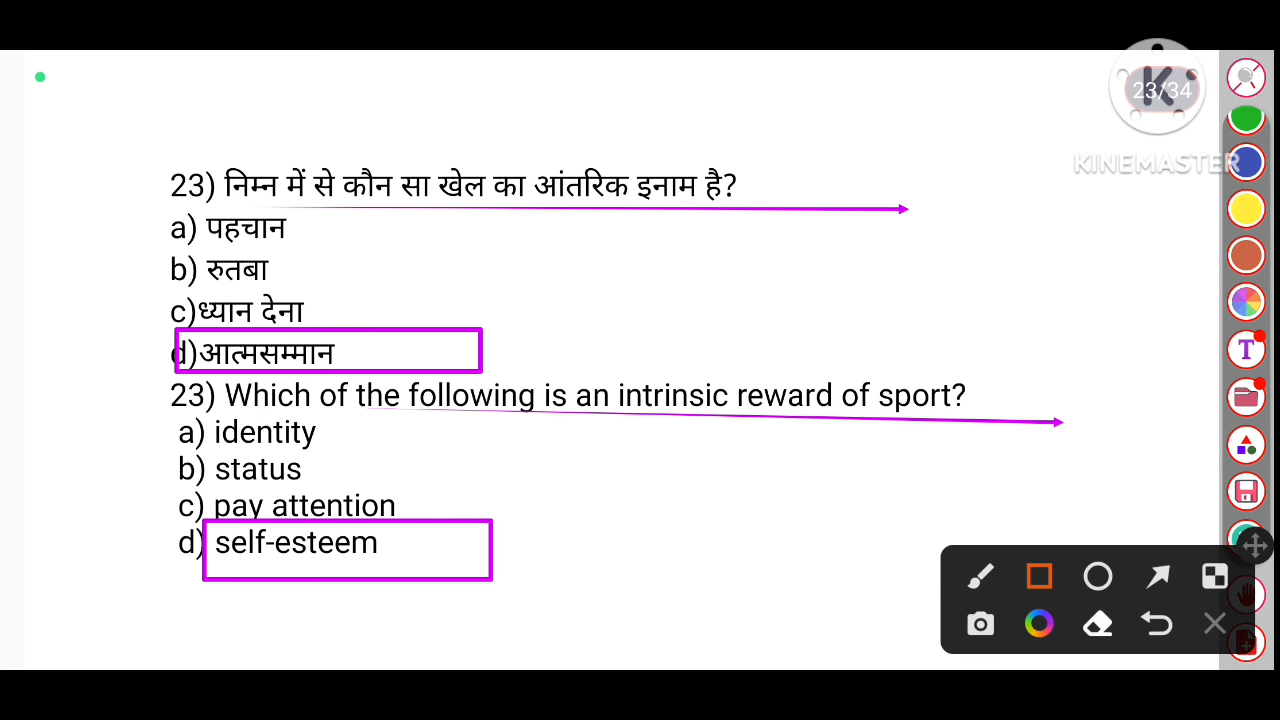 23/34
KINEMASTER
23) निम्न में से कौन सा खेल का आंतरिक इनाम है?
a) पहचान
b) रुतबा
c)ध्यान देना
d)आत्मसम्मान
23) Which of the following is an intrinsic reward of sport?
a) identity
b) status
c) pay attention
d) self-esteem